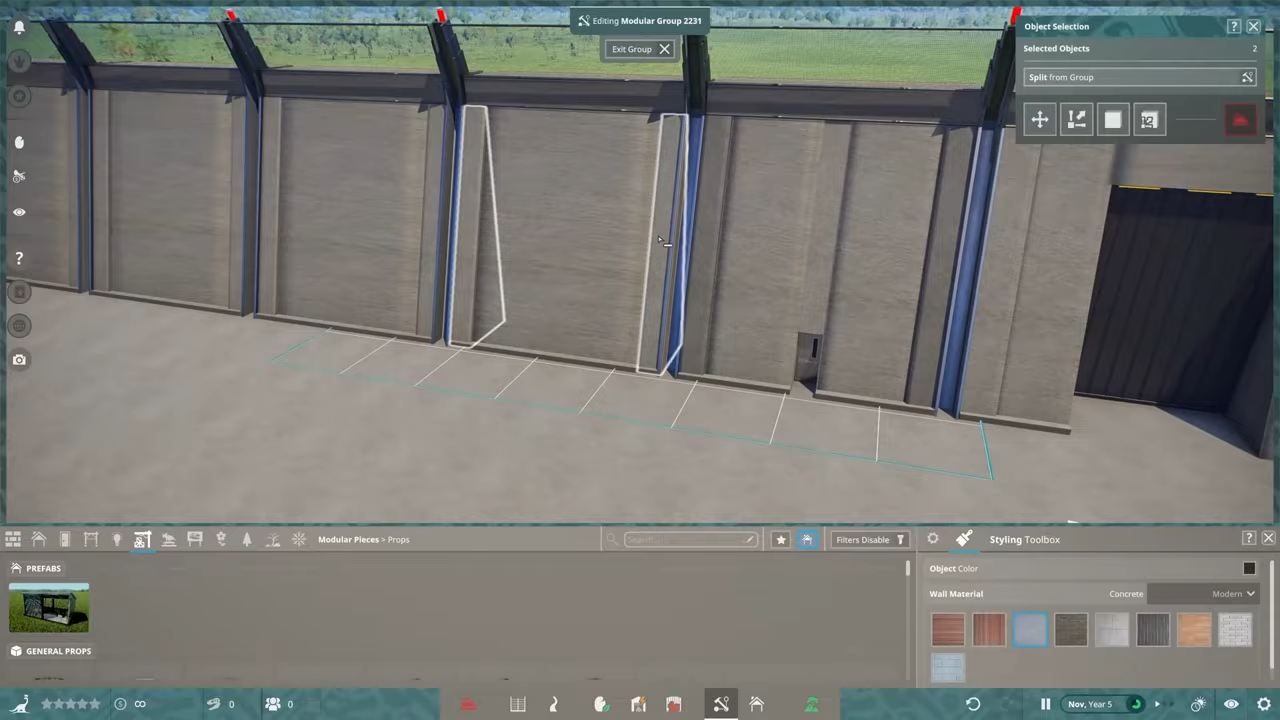 Editing Modular Group 2231
Exit Group
Object Selection
?
Selected Objects 2
Split from Group
?
Modular Pieces > Props
Search...
Filters Disable
Styling Toolbox
?
PREFABS
Object Color
Wall Material Concrete Modern
GENERAL PROPS
∞
0
0
Nov, Year 5